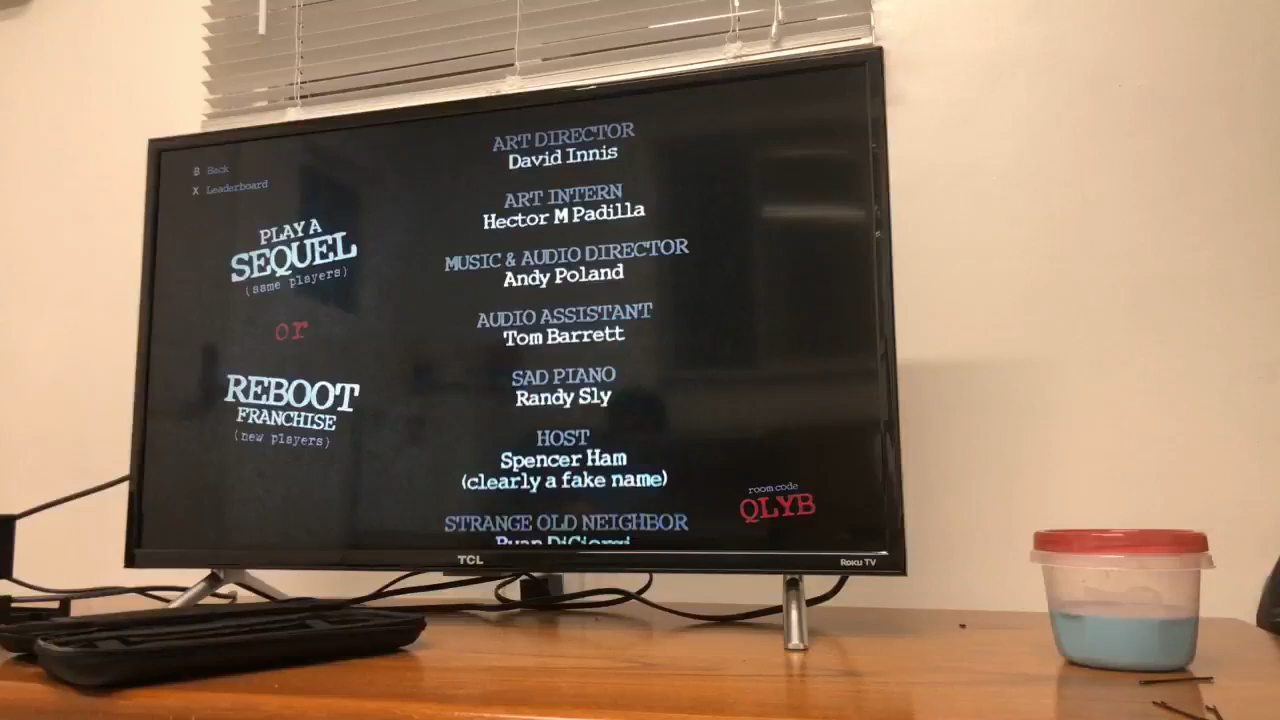 B Back
X Leaderboard
PLAY A
SEQUEL
(same players)
or
REBOOT
FRANCHISE
(new players)
ART DIRECTOR
David Innis
ART INTERN
Hector M Padilla
MUSIC & AUDIO DIRECTOR
Andy Poland
AUDIO ASSISTANT
Tom Barrett
SAD PIANO
Randy Sly
HOST
Spencer Ham
(clearly a fake name)
STRANGE OLD NEIGHBOR
Ryan DiGiorgi
room code
QLYB
TCL
Roku TV